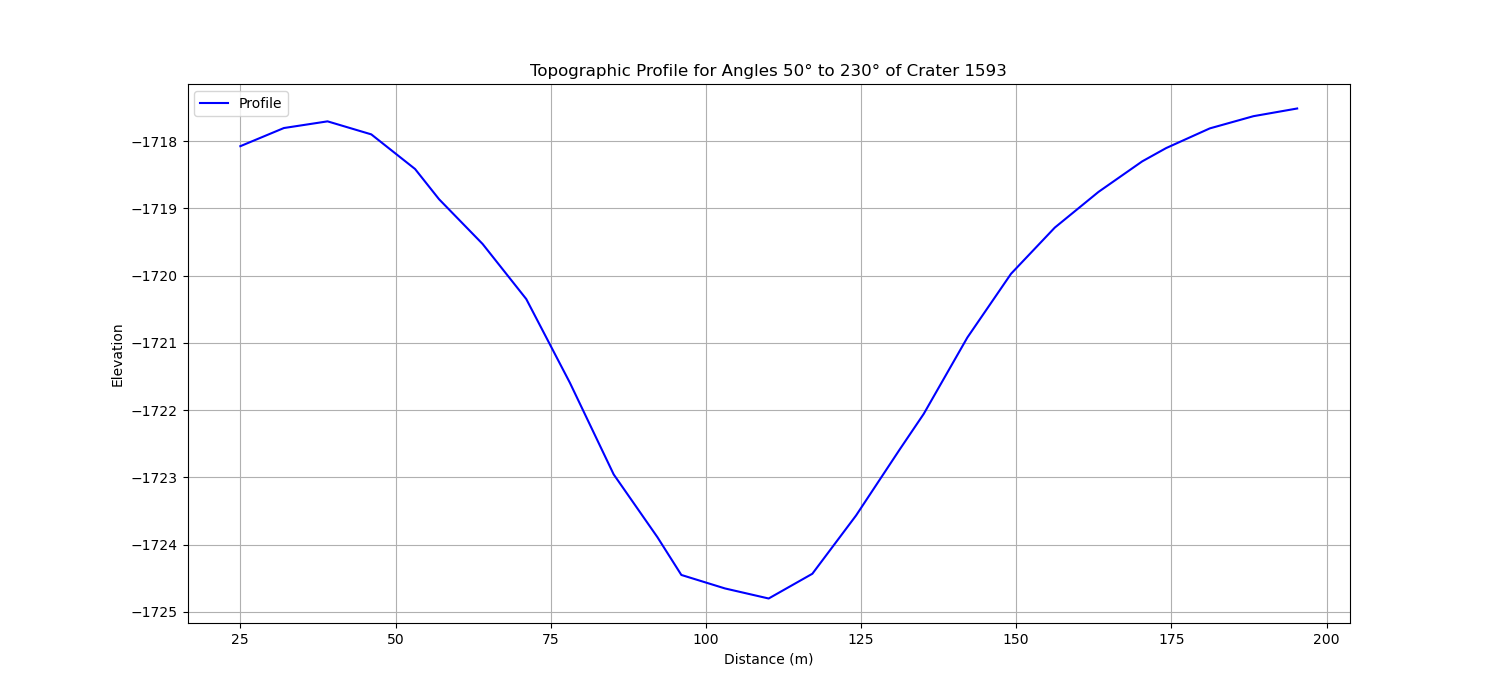 Topographic Profile for Angles 50° to 230° of Crater 1593
Profile
−1718
−1719
−1720
−1721
−1722
−1723
−1724
−1725
Elevation
25 50 75 100 125 150 175 200
Distance (m)